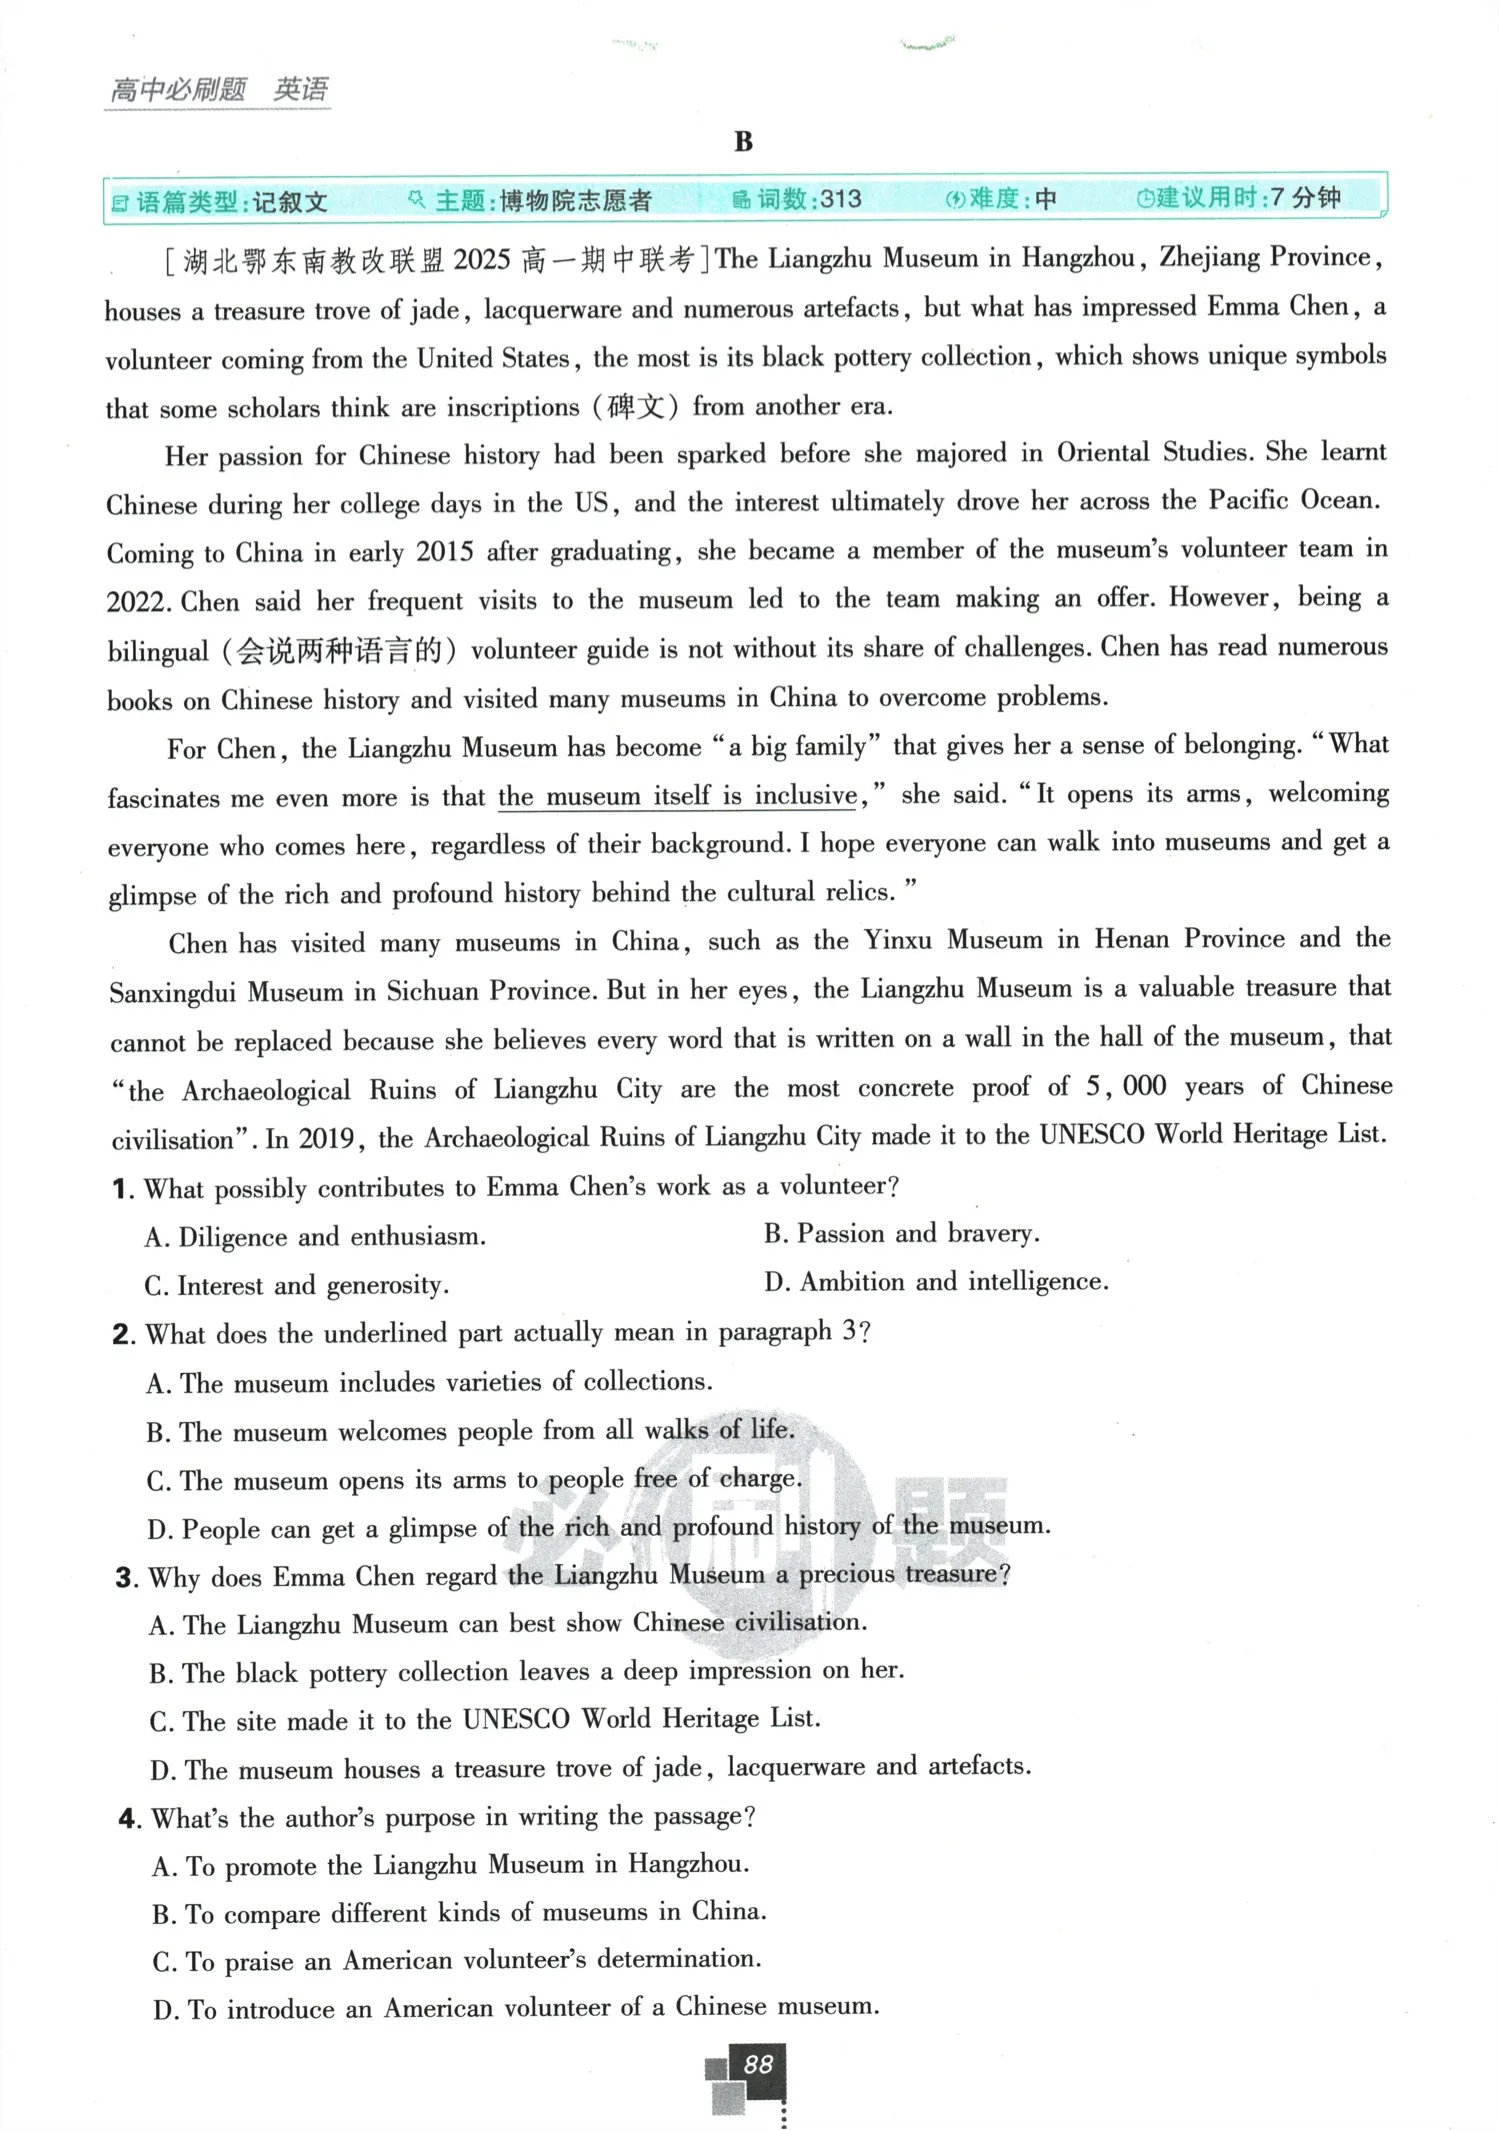 高中必刷题 英语
B
语篇类型:记叙文 主题:博物院志愿者 词数:313 难度:中 建议用时:7分钟
[湖北鄂东南教改联盟2025高一期中联考]The Liangzhu Museum in Hangzhou, Zhejiang Province,
houses a treasure trove of jade, lacquerware and numerous artefacts, but what has impressed Emma Chen, a
volunteer coming from the United States, the most is its black pottery collection, which shows unique symbols
that some scholars think are inscriptions (碑文) from another era.
Her passion for Chinese history had been sparked before she majored in Oriental Studies. She learnt
Chinese during her college days in the US, and the interest ultimately drove her across the Pacific Ocean.
Coming to China in early 2015 after graduating, she became a member of the museum's volunteer team in
2022. Chen said her frequent visits to the museum led to the team making an offer. However, being a
bilingual (会说两种语言的) volunteer guide is not without its share of challenges. Chen has read numerous
books on Chinese history and visited many museums in China to overcome problems.
For Chen, the Liangzhu Museum has become “a big family” that gives her a sense of belonging. “What
fascinates me even more is that the museum itself is inclusive,” she said. “It opens its arms, welcoming
everyone who comes here, regardless of their background. I hope everyone can walk into museums and get a
glimpse of the rich and profound history behind the cultural relics.”
Chen has visited many museums in China, such as the Yinxu Museum in Henan Province and the
Sanxingdui Museum in Sichuan Province. But in her eyes, the Liangzhu Museum is a valuable treasure that
cannot be replaced because she believes every word that is written on a wall in the hall of the museum, that
“the Archaeological Ruins of Liangzhu City are the most concrete proof of 5,000 years of Chinese
civilisation”. In 2019, the Archaeological Ruins of Liangzhu City made it to the UNESCO World Heritage List.
1. What possibly contributes to Emma Chen's work as a volunteer?
A. Diligence and enthusiasm. B. Passion and bravery.
C. Interest and generosity. D. Ambition and intelligence.
2. What does the underlined part actually mean in paragraph 3?
A. The museum includes varieties of collections.
B. The museum welcomes people from all walks of life.
C. The museum opens its arms to people free of charge.
D. People can get a glimpse of the rich and profound history of the museum.
必刷题
3. Why does Emma Chen regard the Liangzhu Museum a precious treasure?
A. The Liangzhu Museum can best show Chinese civilisation.
B. The black pottery collection leaves a deep impression on her.
C. The site made it to the UNESCO World Heritage List.
D. The museum houses a treasure trove of jade, lacquerware and artefacts.
4. What's the author's purpose in writing the passage?
A. To promote the Liangzhu Museum in Hangzhou.
B. To compare different kinds of museums in China.
C. To praise an American volunteer's determination.
D. To introduce an American volunteer of a Chinese museum.
88